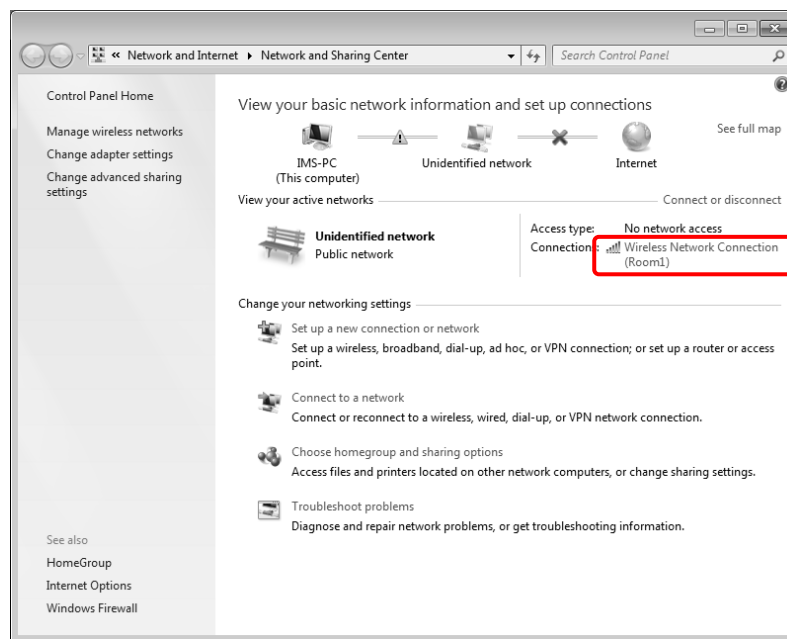 « Network and Internet ▸ Network and Sharing Center
Search Control Panel
Control Panel Home
Manage wireless networks
Change adapter settings
Change advanced sharing
settings
View your basic network information and set up connections
See full map
IMS-PC
(This computer)
Unidentified network
Internet
View your active networks
Connect or disconnect
Unidentified network
Public network
Access type: No network access
Connections: Wireless Network Connection
(Room1)
Change your networking settings
Set up a new connection or network
Set up a wireless, broadband, dial-up, ad hoc, or VPN connection; or set up a router or access
point.
Connect to a network
Connect or reconnect to a wireless, wired, dial-up, or VPN network connection.
Choose homegroup and sharing options
Access files and printers located on other network computers, or change sharing settings.
Troubleshoot problems
Diagnose and repair network problems, or get troubleshooting information.
See also
HomeGroup
Internet Options
Windows Firewall